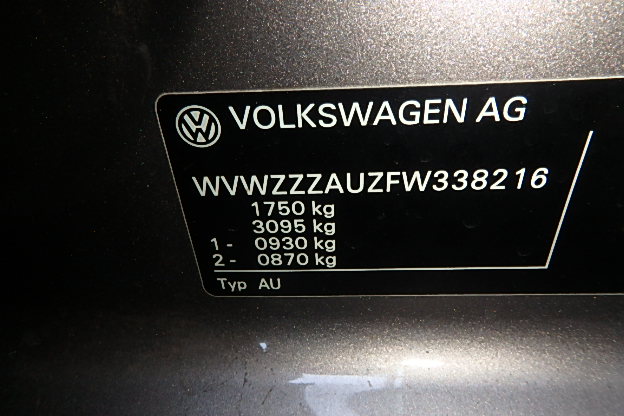 VOLKSWAGEN AG
WVWZZZAUZFW338216
1750 kg
3095 kg
1 - 0930 kg
2 - 0870 kg
Typ AU